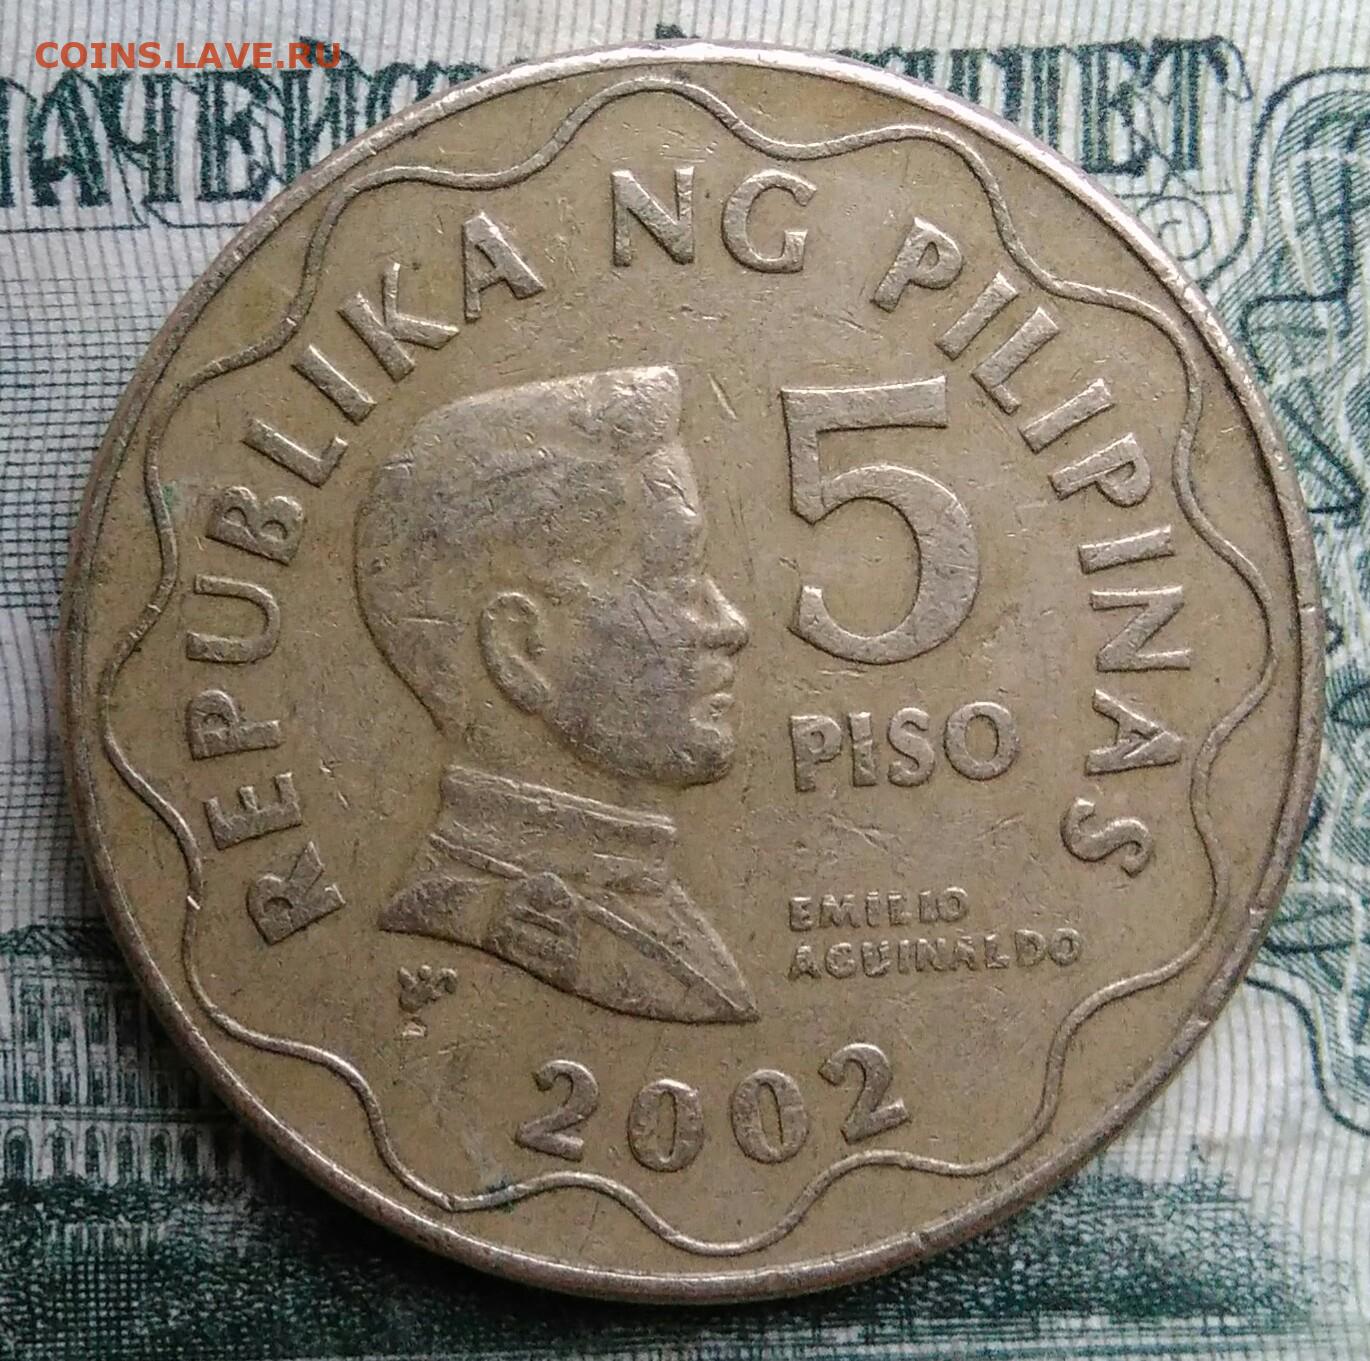 COINS.LAVE.RU
REPUBLIKA NG PILIPINAS
5
PISO
EMILIO
AGUINALDO
2002